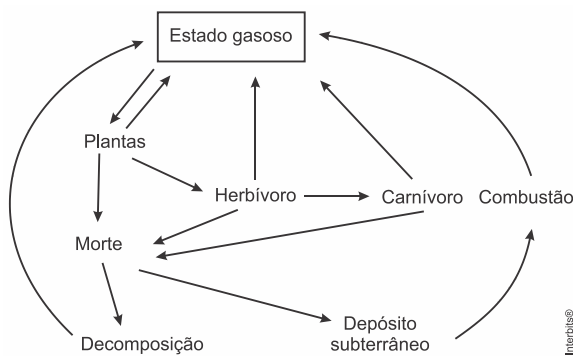 Estado gasoso
Plantas
Herbívoro
Carnívoro
Combustão
Morte
Decomposição
Depósito
subterrâneo
Interbits®